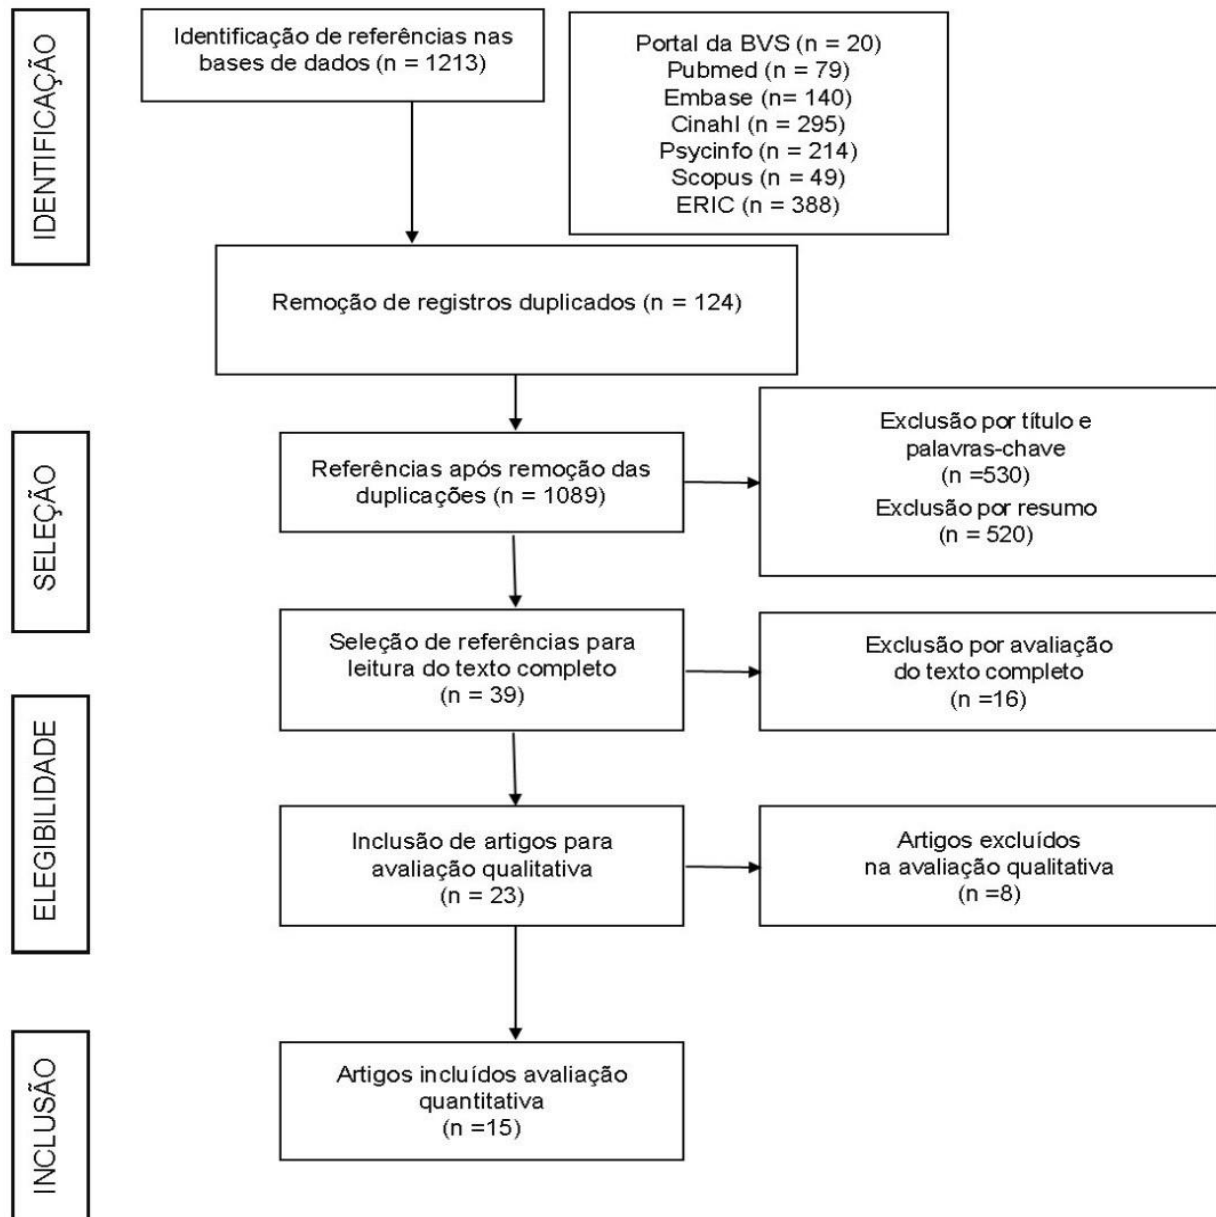 IDENTIFICAÇÃO
Identificação de referências nas
bases de dados (n = 1213)
Portal da BVS (n = 20)
Pubmed (n = 79)
Embase (n= 140)
Cinahl (n = 295)
Psycinfo (n = 214)
Scopus (n = 49)
ERIC (n = 388)
Remoção de registros duplicados (n = 124)
SELEÇÃO
Referências após remoção das
duplicações (n = 1089)
Exclusão por título e
palavras-chave
(n =530)
Exclusão por resumo
(n = 520)
Seleção de referências para
leitura do texto completo
(n = 39)
Exclusão por avaliação
do texto completo
(n =16)
ELEGIBILIDADE
Inclusão de artigos para
avaliação qualitativa
(n = 23)
Artigos excluídos
na avaliação qualitativa
(n =8)
INCLUSÃO
Artigos incluídos avaliação
quantitativa
(n =15)